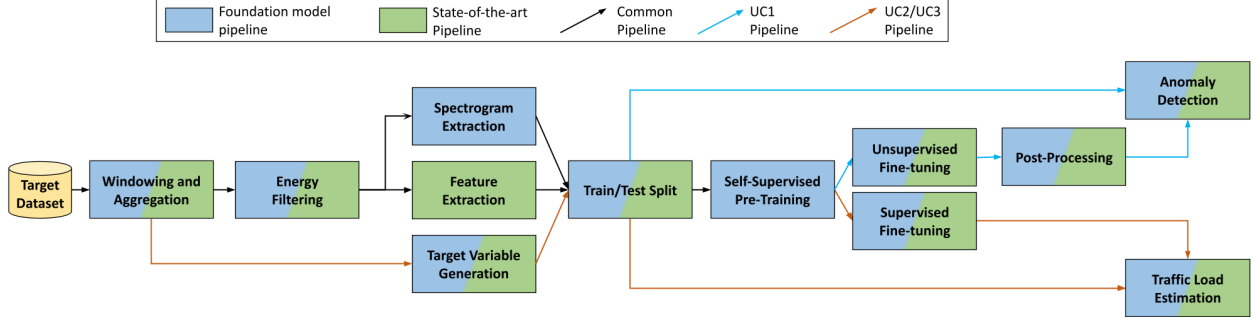 Foundation model
pipeline
State-of-the-art
Pipeline
Common
Pipeline
UC1
Pipeline
UC2/UC3
Pipeline
Target
Dataset
Windowing and
Aggregation
Energy
Filtering
Spectrogram
Extraction
Feature
Extraction
Target Variable
Generation
Train/Test Split
Self-Supervised
Pre-Training
Unsupervised
Fine-tuning
Supervised
Fine-tuning
Post-Processing
Anomaly
Detection
Traffic Load
Estimation